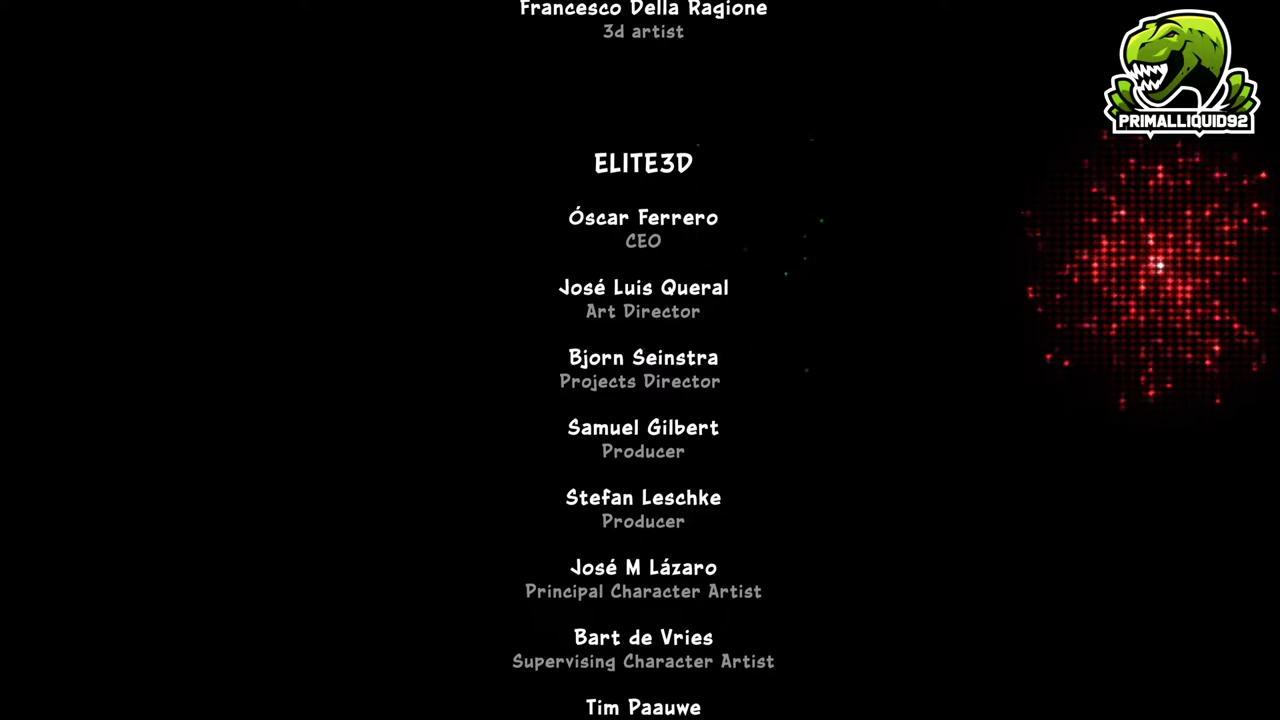 Francesco Della Ragione
3d artist
PRIMALLIQUID92
ELITE3D
Óscar Ferrero
CEO
José Luis Queral
Art Director
Bjorn Seinstra
Projects Director
Samuel Gilbert
Producer
Stefan Leschke
Producer
José M Lázaro
Principal Character Artist
Bart de Vries
Supervising Character Artist
Tim Paauwe